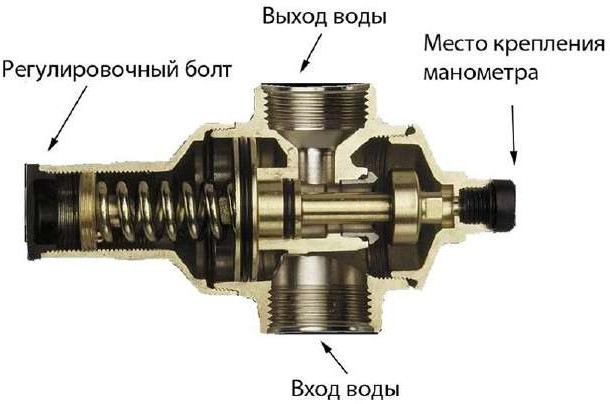 Выход воды
Место крепления
манометра
Регулировочный болт
Вход воды